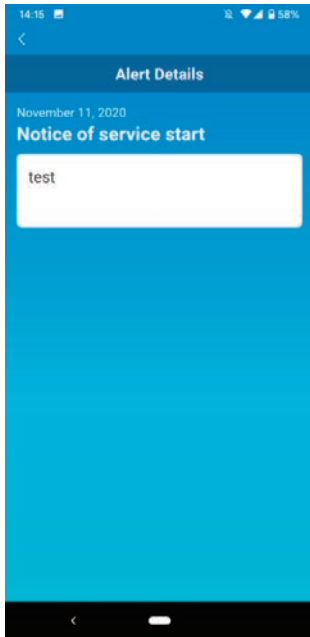 14:15 58%
Alert Details
November 11, 2020
Notice of service start
test